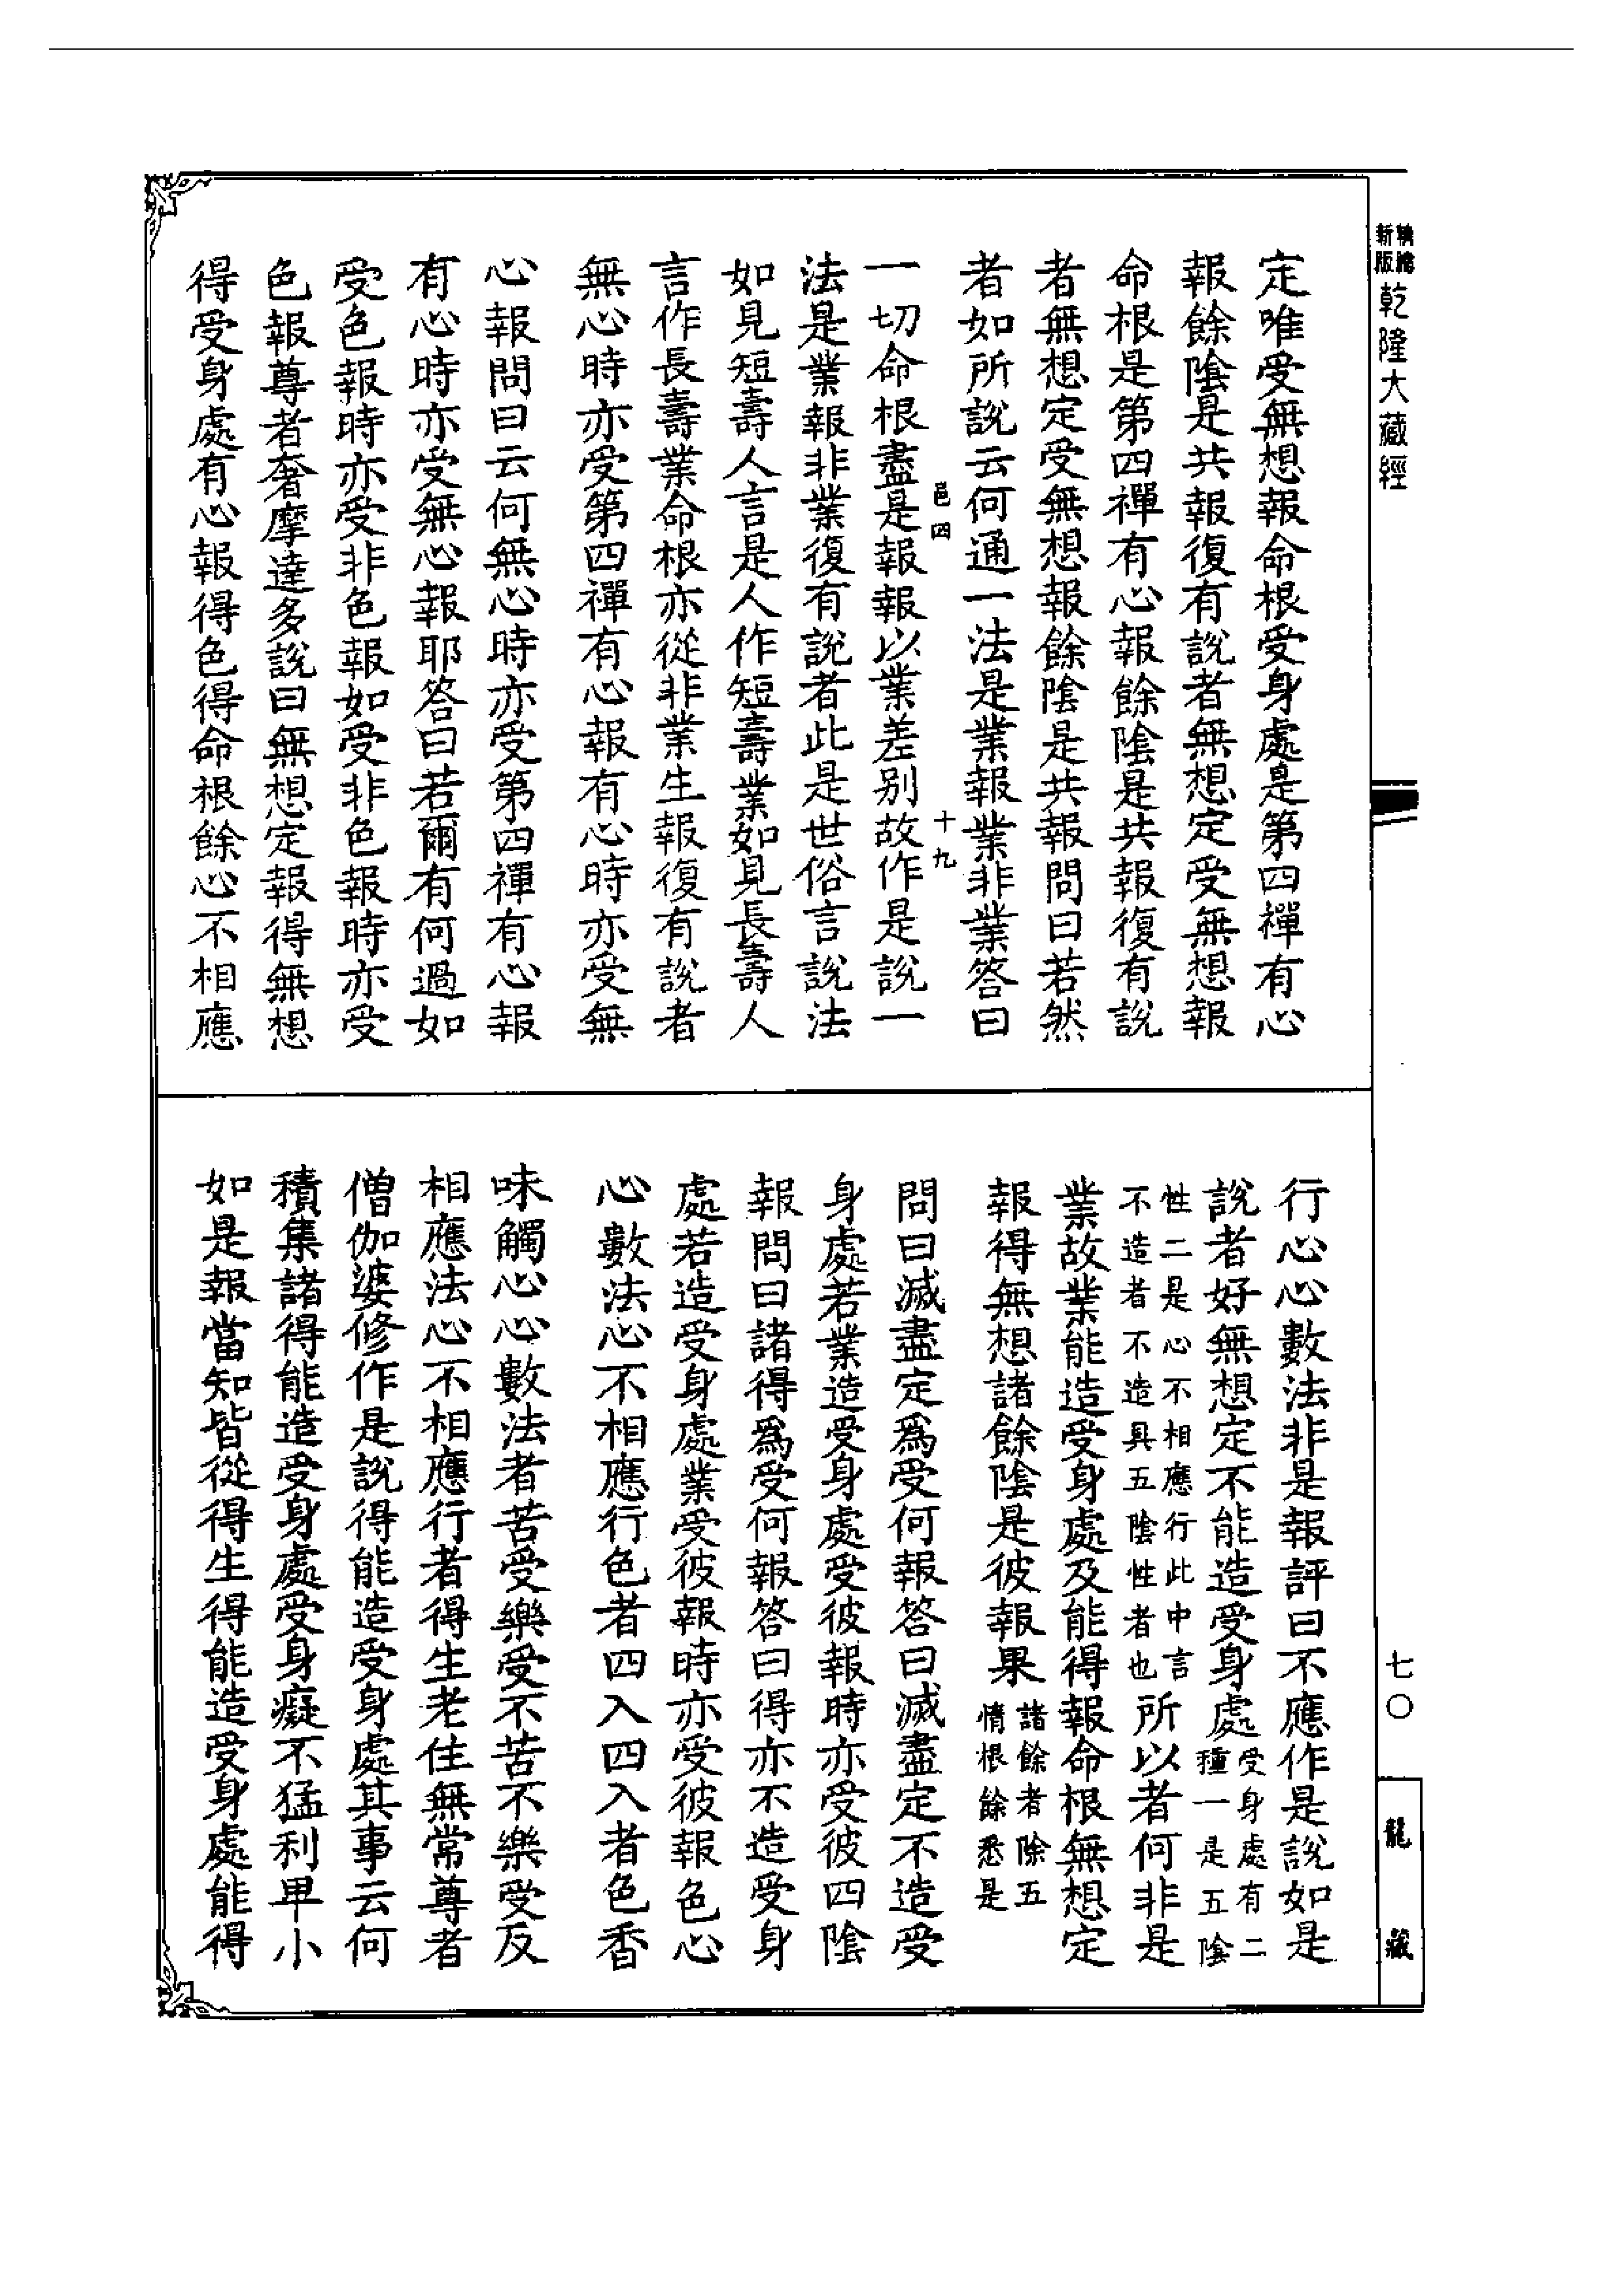 新版
乾隆大藏經
定唯受無想報命根受身處是第四禪有心
報餘陰是共報復有說者無想定受無想報
命根是第四禪有心報餘陰是共報復有說
者無想定受無想報餘陰是共報問曰若然
者如所說云何通一法是業報業非業答曰
邑四
十九
一切命根盡是報報以業差别故作是說一
法是業報非業復有說者此是世俗言說法
如見短壽人言是人作短壽業如見長壽人
言作長壽業命根亦從非業生報復有說者
無心時亦受第四禪有心報有心時亦受無
心報問曰云何無心時亦受第四禪有心報
有心時亦受無心報耶答曰若爾有何過如
受色報時亦受非色報如受非色報時亦受
色報尊者奢摩達多說曰無想定報得無想
得受身處有心報得色得命根餘心不相應
行心心數法非是報評曰不應作是說如是
說者好無想定不能造受身處
受身處有二
種一是五陰
性二是心不相應行此中言
不造者不造具五陰性者也
所以者何非是
業故業能造受身處及能得報命根無想定
報得無想諸餘陰是彼報果
諸餘者除五
情根餘悉是
問曰滅盡定爲受何報答曰滅盡定不造受
身處若業造受身處受彼報時亦受彼四陰
報問曰諸得爲受何報答曰得亦不造受身
處若造受身處業受彼報時亦受彼報色心
心數法心不相應行色者四入四入者色香
味觸心心數法者苦受樂受不苦不樂受反
相應法心不相應行者得生老住無常尊者
僧伽婆修作是說得能造受身處其事云何
積集諸得能造受身處受身癡不猛利甲小
如是報當知皆從得生得能造受身處能得
七〇
龍藏